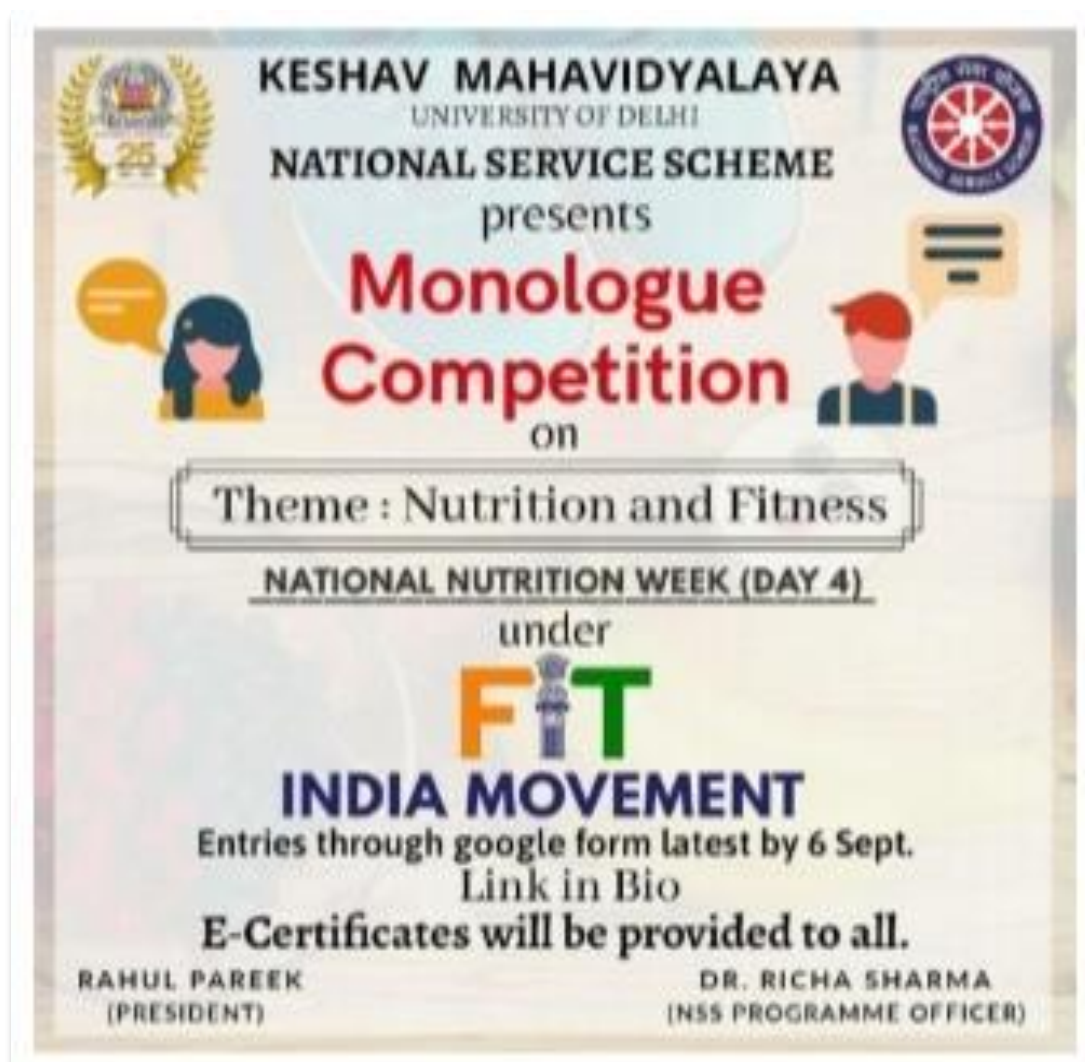 KESHAV MAHAVIDYALAYA
UNIVERSITY OF DELHI
NATIONAL SERVICE SCHEME
presents
25
Monologue
Competition
on
Theme : Nutrition and Fitness
NATIONAL NUTRITION WEEK (DAY 4)
under
FiT
INDIA MOVEMENT
Entries through google form latest by 6 Sept.
Link in Bio
E-Certificates will be provided to all.
RAHUL PAREEK
(PRESIDENT)
DR. RICHA SHARMA
(NSS PROGRAMME OFFICER)